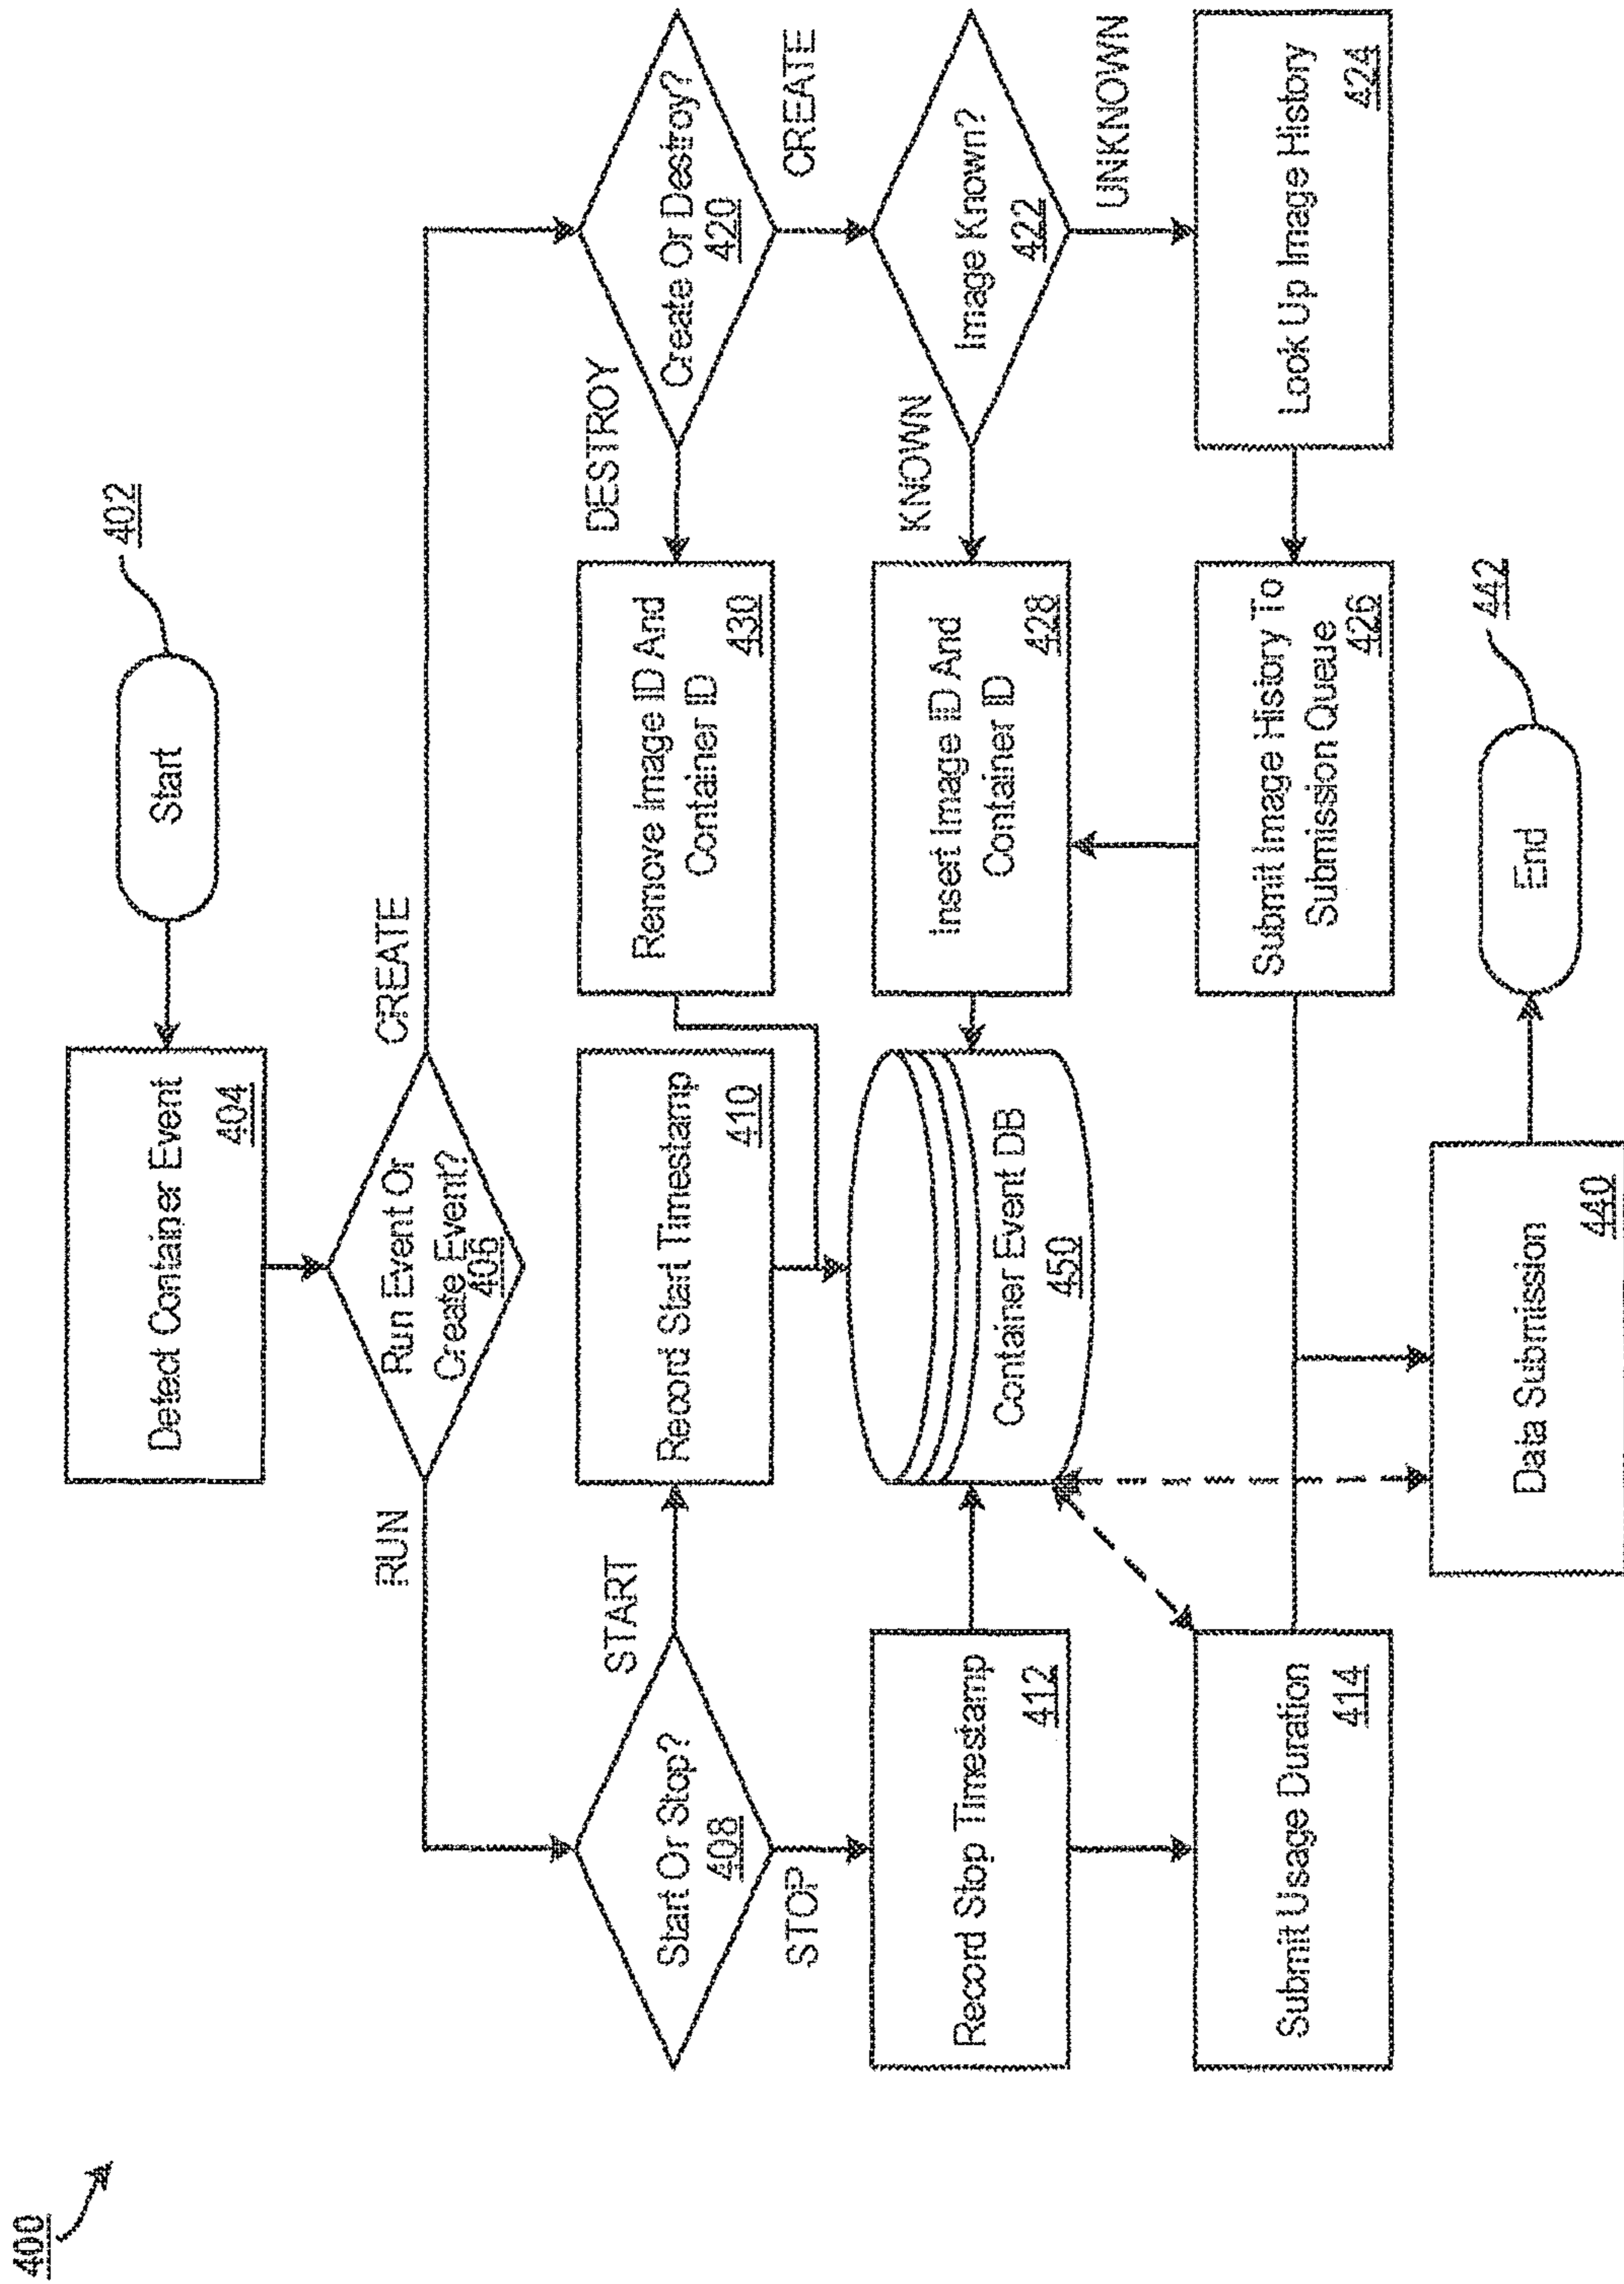 400
Start
402
Detect Container Event
404
Run Event Or
Create Event?
406
RUN
CREATE
Start Or Stop?
408
START
STOP
Record Start Timestamp
410
Remove Image ID And
Container ID
430
DESTROY
Create Or Destroy?
420
CREATE
Record Stop Timestamp
412
Container Event DB
450
Insert Image ID And
Container ID
428
KNOWN
Image Known?
422
UNKNOWN
Submit Usage Duration
414
Submit Image History To
Submission Queue
426
Look Up Image History
424
Data Submission
440
End
442